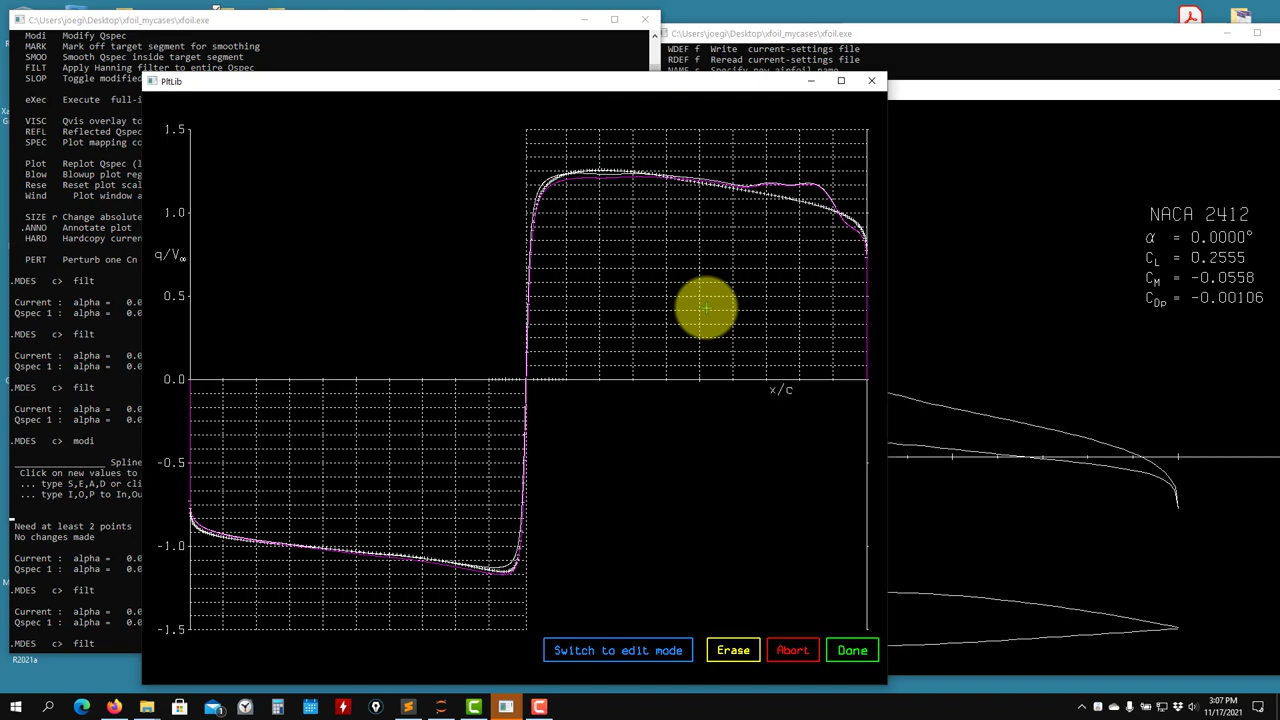 C:\Users\joegi\Desktop\xfoil_mycases\xfoil.exe
Modi Modify Qspec
MARK Mark off target segment for smoothing
SMOO Smooth Qspec inside target segment
FILT Apply Hanning filter to entire Qspec
SLOP Toggle modified
eXec Execute full-i
VISC Qvis overlay to
REFL Reflected Qspec
SPEC Plot mapping co
Plot Replot Qspec (l
Blow Blowup plot reg
Rese Reset plot scal
Wind Plot window a
SIZE r Change absolute
.ANNO Annotate plot
HARD Hardcopy curren
PERT Perturb one Cn
.MDES c> filt
Current : alpha = 0.0
Qspec 1 : alpha = 0.0
.MDES c> filt
Current : alpha = 0.0
Qspec 1 : alpha = 0.0
.MDES c> filt
Current : alpha = 0.0
Qspec 1 : alpha = 0.0
.MDES c> modi
Spline
Click on new values to
... type S,E,A,D or cli
... type I,O,P to In,Ou
Need at least 2 points
No changes made
Current : alpha = 0.0
Qspec 1 : alpha = 0.0
.MDES c> filt
Current : alpha = 0.0
Qspec 1 : alpha = 0.0
.MDES c> filt
R2021a
C:\Users\joegi\Desktop\xfoil_mycases\xfoil.exe
WDEF f Write current-settings file
RDEF f Reread current-settings file
NAME s Specify new airfoil name
PltLib
1.5
1.0
q/V∞
0.5
0.0
-0.5
-1.0
-1.5
x/c
Switch to edit mode
Erase
Abort
Done
NACA 2412
α = 0.0000°
CL = 0.2555
CM = -0.0558
CDp = -0.00106
3:07 PM
11/17/2021